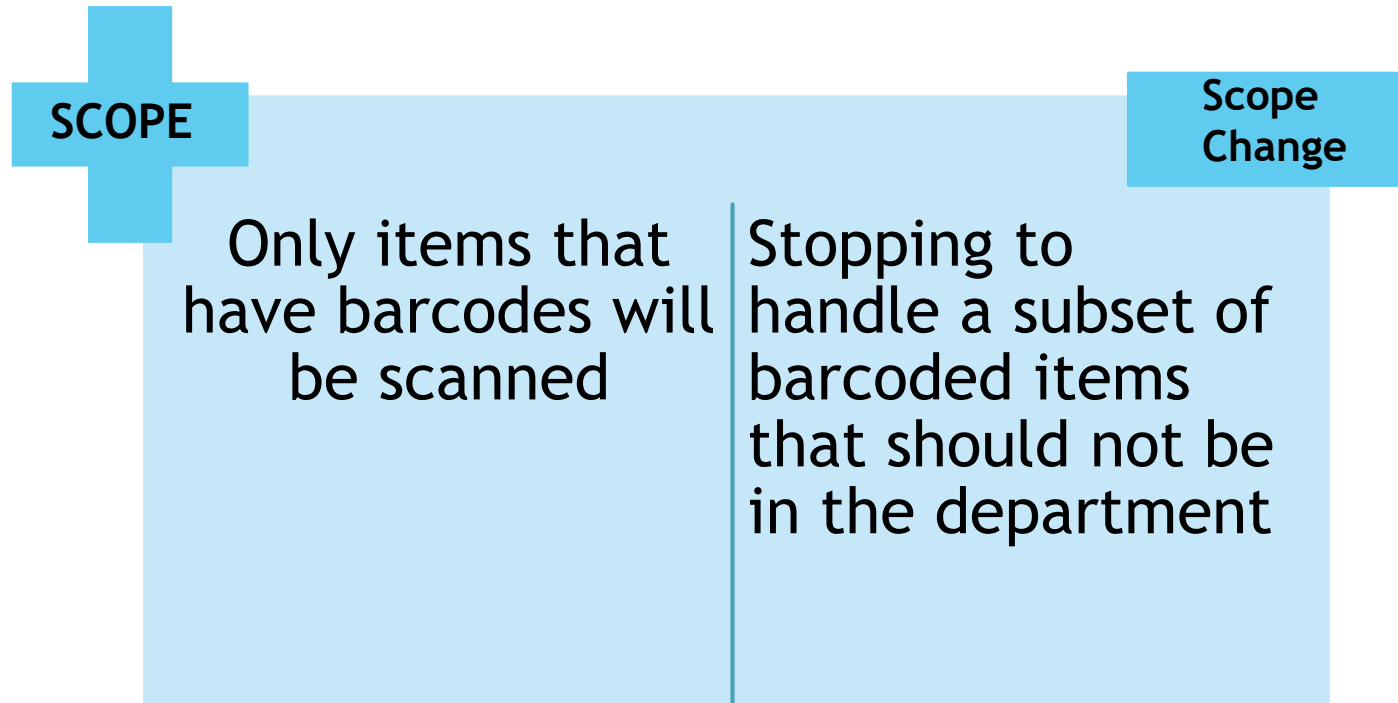 SCOPE
Scope
Change
Only items that
have barcodes will
be scanned
Stopping to
handle a subset of
barcoded items
that should not be
in the department